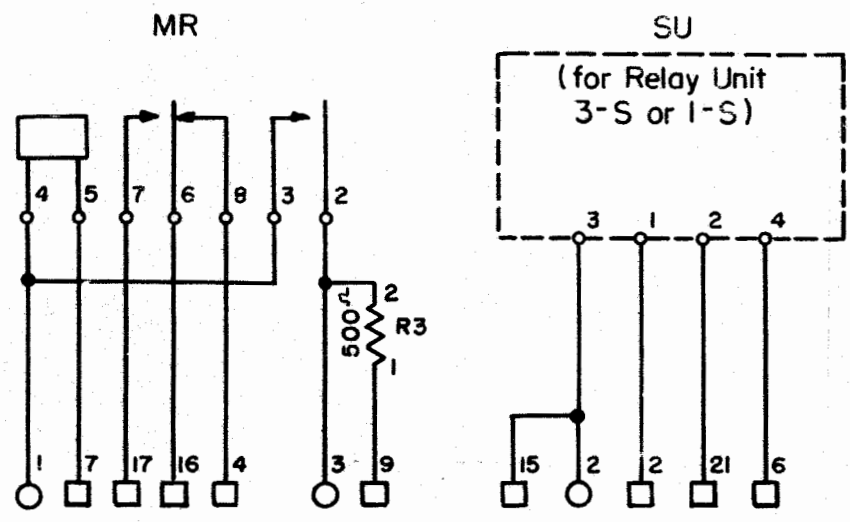 MR
SU
(for Relay Unit
3-S or 1-S)
4 5 7 6 8 3 2
3 1 2 4
2
500Ω
R3
1
1 7 17 16 4 3 9
15 2 12 21 6